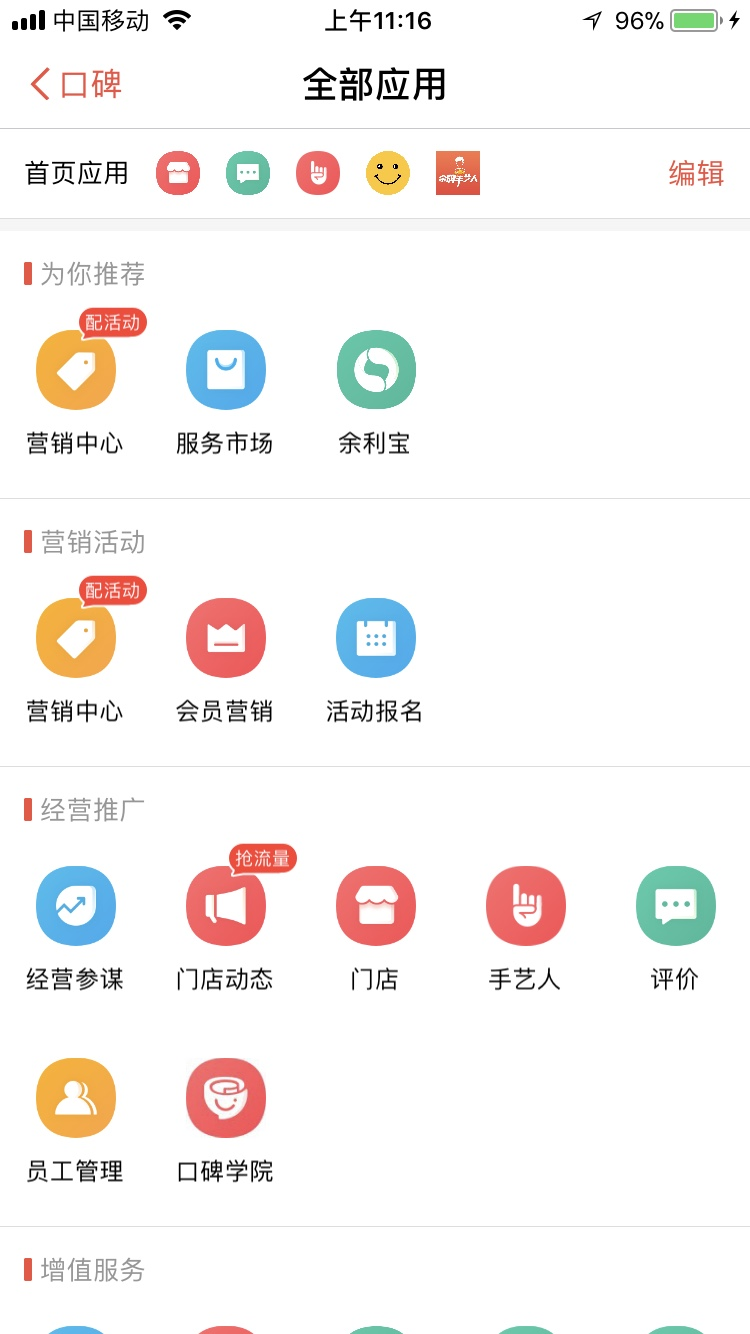 中国移动 上午11:16 96%
口碑 全部应用
首页应用 编辑
为你推荐
配活动
营销中心 服务市场 余利宝
营销活动
配活动
营销中心 会员营销 活动报名
经营推广
抢流量
经营参谋 门店动态 门店 手艺人 评价
员工管理 口碑学院
增值服务